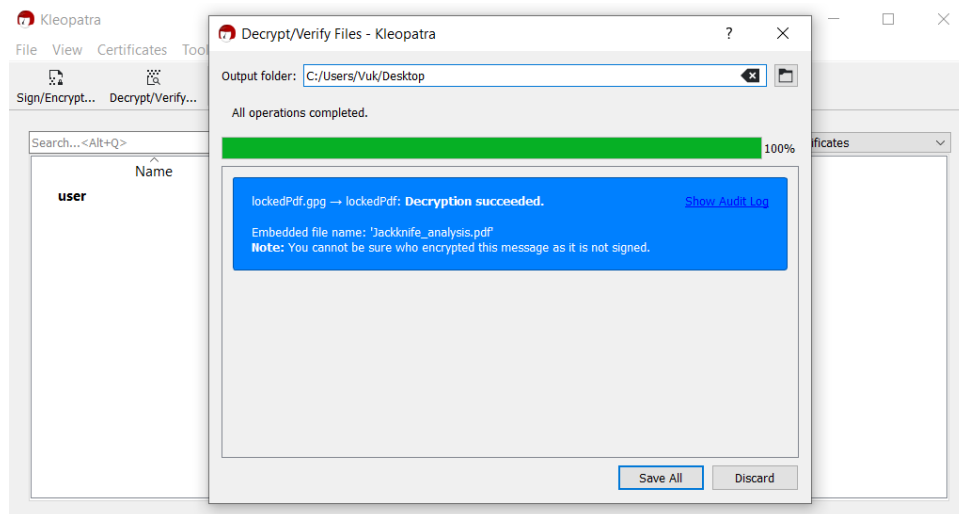 Kleopatra
File View Certificates Tool
Sign/Encrypt... Decrypt/Verify...
Search...<Alt+Q>
ificates
Name
user
Decrypt/Verify Files - Kleopatra
?
Output folder: C:/Users/Vuk/Desktop
All operations completed.
100%
lockedPdf.gpg → lockedPdf: Decryption succeeded.
Show Audit Log
Embedded file name: 'Jackknife_analysis.pdf'
Note: You cannot be sure who encrypted this message as it is not signed.
Save All
Discard